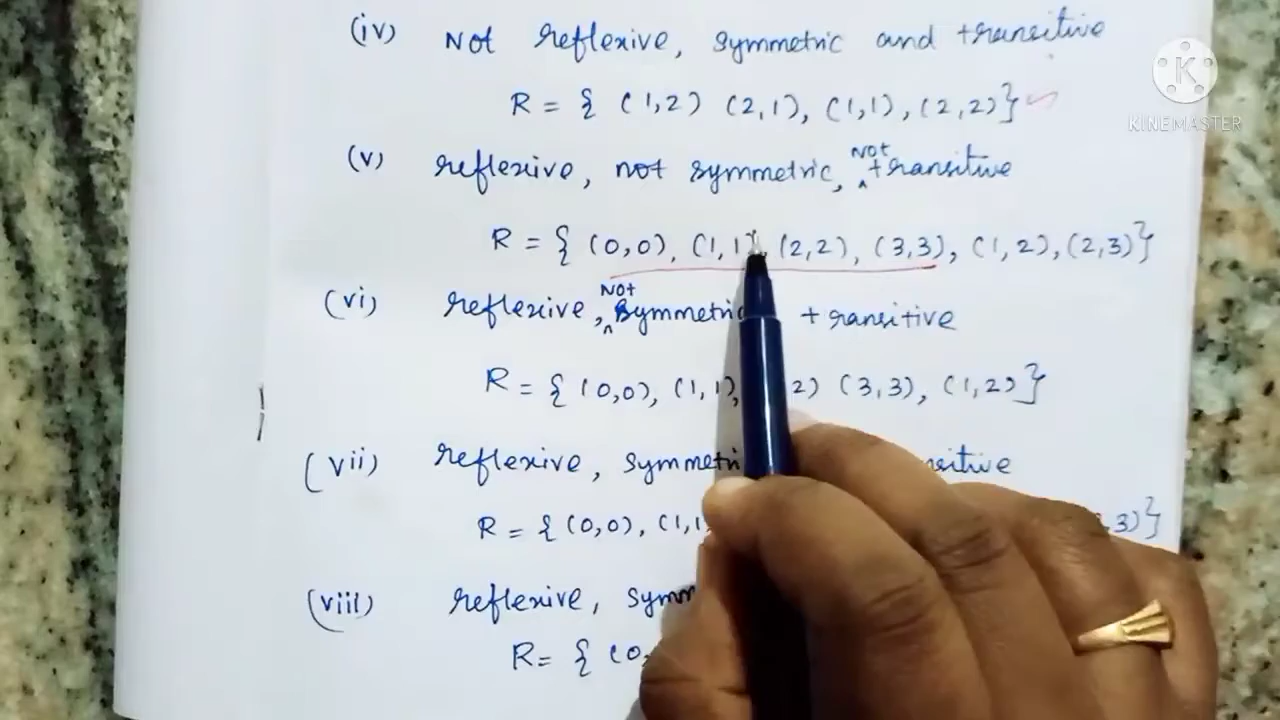 (iv) Not reflexive, symmetric and transitive
R = { (1,2) (2,1), (1,1), (2,2)}
KINEMASTER
(v) reflexive, not symmetric, Not transitive
R = { (0,0), (1,1), (2,2), (3,3), (1,2), (2,3)}
(vi) reflexive, Not symmetric transitive
R = { (0,0), (1,1), 2) (3,3), (1,2)}
(vii) reflexive, symmetri
R = { (0,0), (1,1 ,3)}
(viii) reflexive, symm
R = { (0,